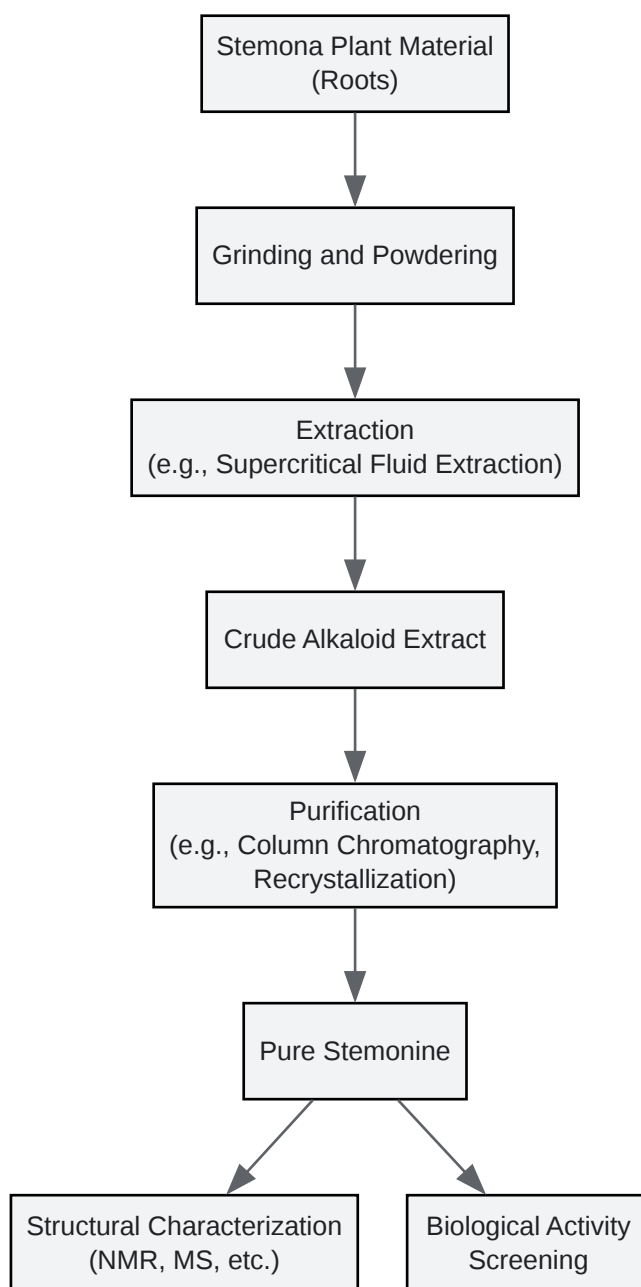 Stemona Plant Material
(Roots)
Grinding and Powdering
Extraction
(e.g., Supercritical Fluid Extraction)
Crude Alkaloid Extract
Purification
(e.g., Column Chromatography,
Recrystallization)
Pure Stemonine
Structural Characterization
(NMR, MS, etc.)
Biological Activity
Screening